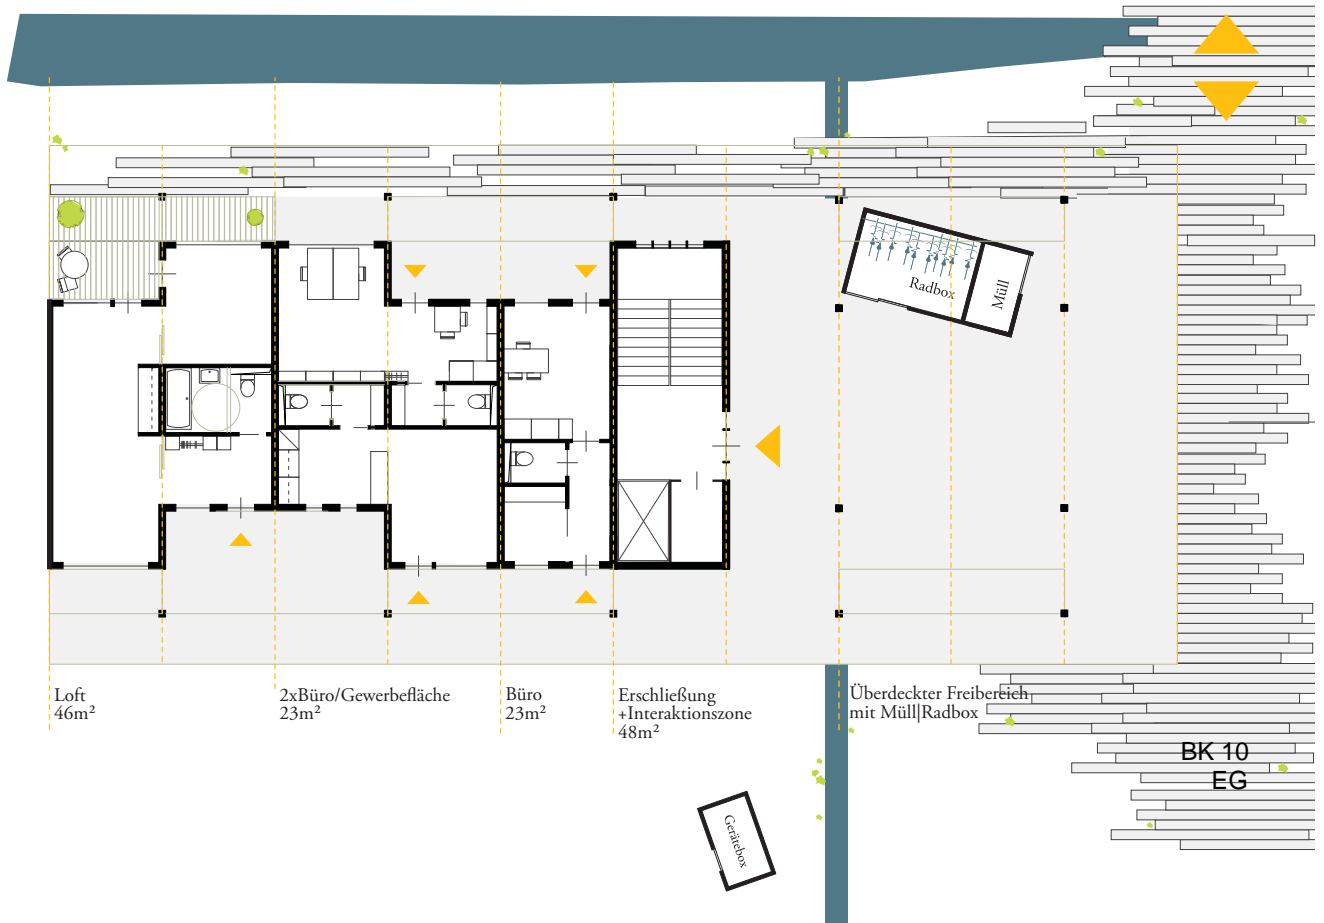 Radbox
Müll
Loft
46m²
2xBüro/Gewerbefläche
23m²
Büro
23m²
Erschließung
+Interaktionszone
48m²
Überdeckter Freibereich
mit Müll|Radbox
BK 10
EG
Gerätebox